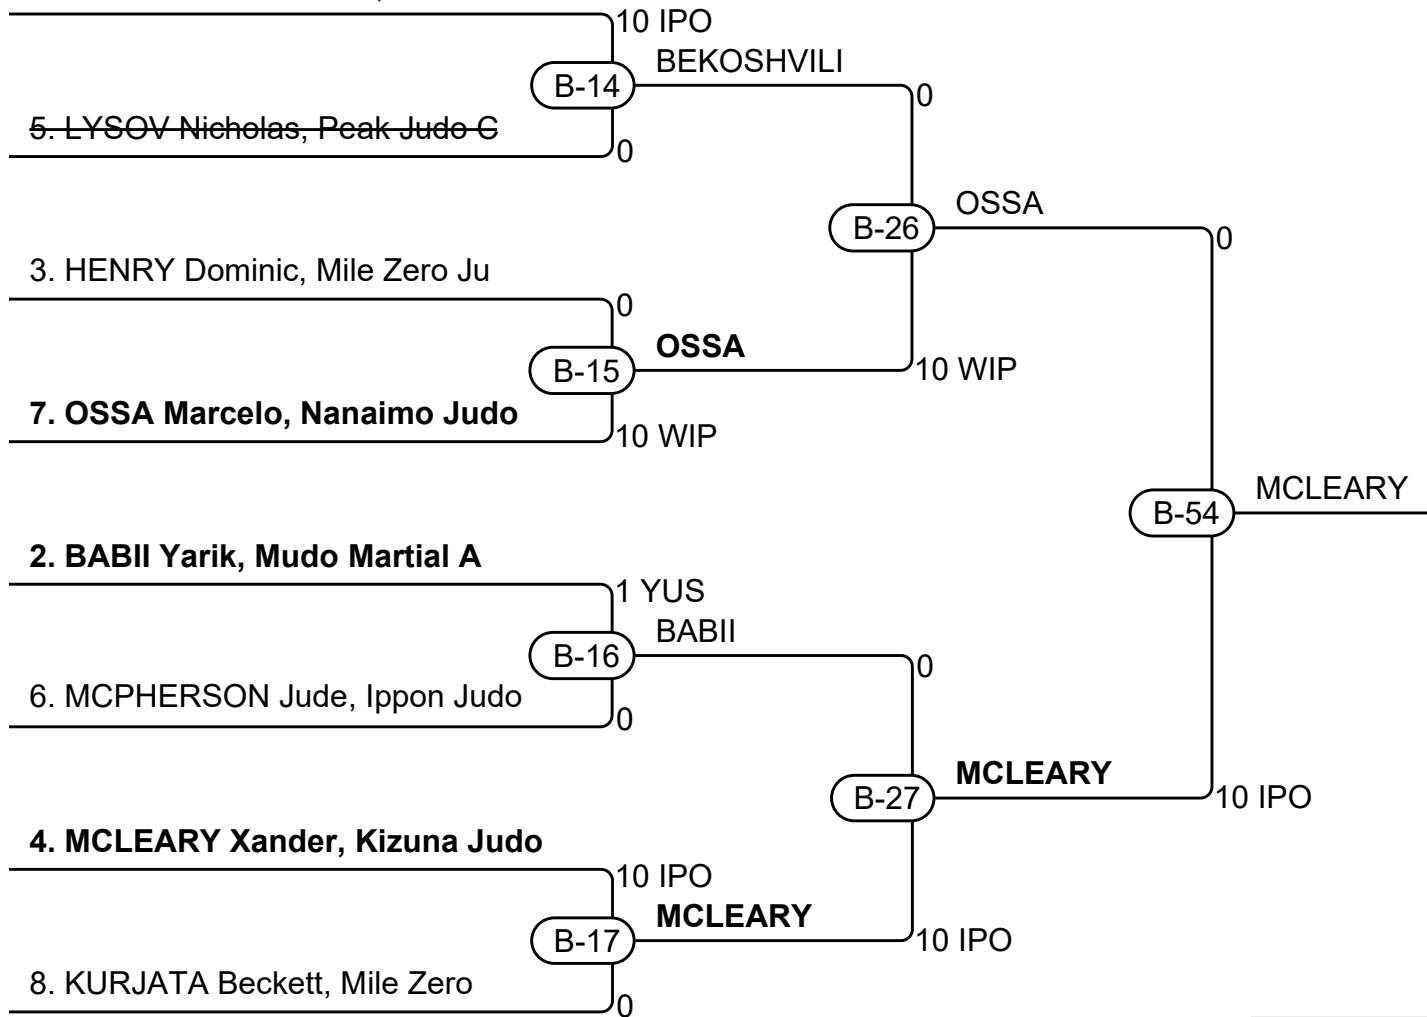 10 IPO
BEKOSHVILI
B-14
0
5. LYSOV Nicholas, Peak Judo C
0
OSSA
B-26
0
3. HENRY Dominic, Mile Zero Ju
0
OSSA
B-15
10 WIP
7. OSSA Marcelo, Nanaimo Judo
10 WIP
MCLEARY
B-54
2. BABII Yarik, Mudo Martial A
1 YUS
BABII
B-16
0
6. MCPHERSON Jude, Ippon Judo
0
MCLEARY
B-27
10 IPO
4. MCLEARY Xander, Kizuna Judo
10 IPO
MCLEARY
B-17
10 IPO
8. KURJATA Beckett, Mile Zero
0